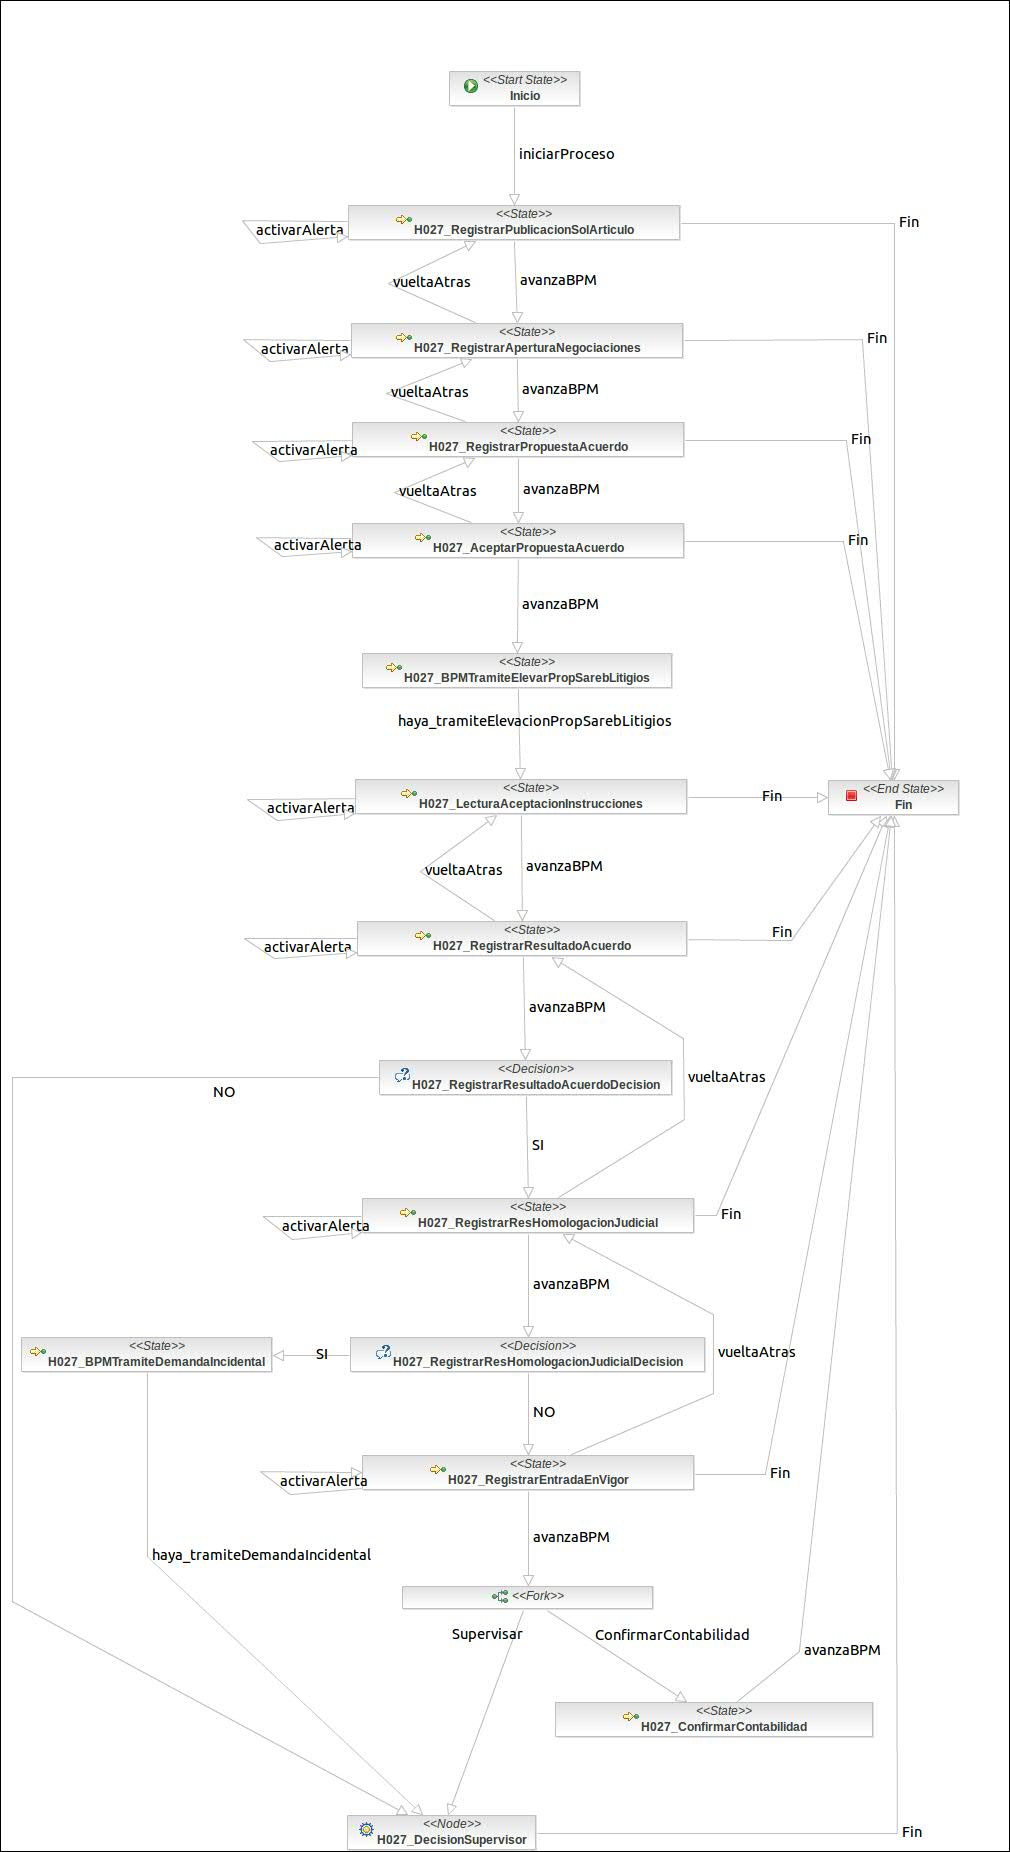 <<Start State>>
Inicio
iniciarProceso
<<State>>
H027_RegistrarPublicacionSolArticulo
Fin
activarAlerta
vueltaAtras
avanzaBPM
<<State>>
H027_RegistrarAperturaNegociaciones
Fin
activarAlerta
vueltaAtras
avanzaBPM
<<State>>
H027_RegistrarPropuestaAcuerdo
Fin
activarAlerta
vueltaAtras
avanzaBPM
<<State>>
H027_AceptarPropuestaAcuerdo
Fin
activarAlerta
avanzaBPM
<<State>>
H027_BPMTramiteElevarPropSarebLitigios
haya_tramiteElevacionPropSarebLitigios
<<State>>
H027_LecturaAceptacionInstrucciones
activarAlerta
Fin
<<End State>>
Fin
vueltaAtras
avanzaBPM
<<State>>
H027_RegistrarResultadoAcuerdo
Fin
activarAlerta
avanzaBPM
<<Decision>>
H027_RegistrarResultadoAcuerdoDecision
NO
vueltaAtras
SI
<<State>>
H027_RegistrarResHomologacionJudicial
Fin
activarAlerta
avanzaBPM
<<State>>
H027_BPMTramiteDemandaIncidental
SI
<<Decision>>
H027_RegistrarResHomologacionJudicialDecision
vueltaAtras
NO
<<State>>
H027_RegistrarEntradaEnVigor
Fin
activarAlerta
avanzaBPM
haya_tramiteDemandaIncidental
<<Fork>>
Supervisar
ConfirmarContabilidad
avanzaBPM
<<State>>
H027_ConfirmarContabilidad
<<Node>>
H027_DecisionSupervisor
Fin